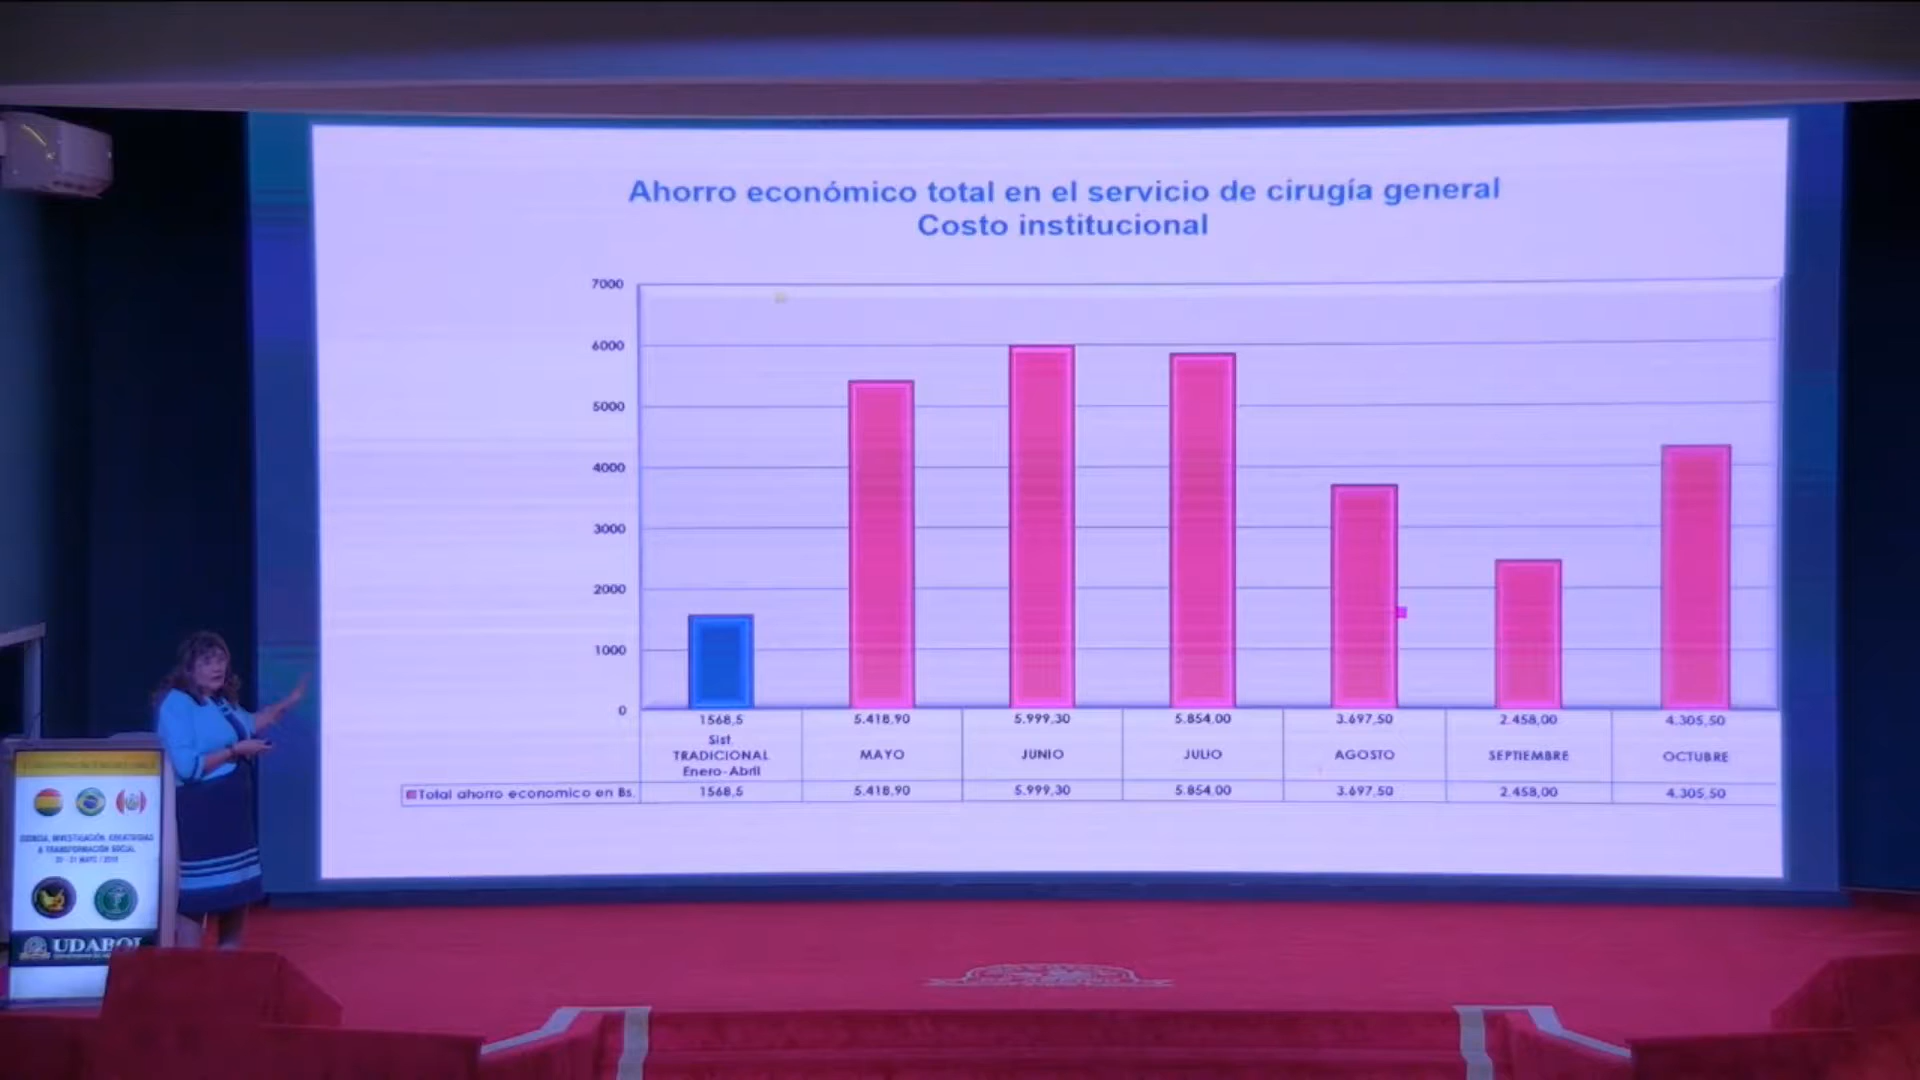 Ahorro económico total en el servicio de cirugía general
Costo institucional
7000
6000
5000
4000
3000
2000
1000
0
1568,5 5.418,90 5.999,30 5.854,00 3.697,50 2.458,00 4.305,50
Sist.
TRADICIONAL MAYO JUNIO JULIO AGOSTO SEPTIEMBRE OCTUBRE
Enero-Abril
Total ahorro economico en Bs. 1568,5 5.418,90 5.999,30 5.854,00 3.697,50 2.458,00 4.305,50
INVESTIGACIÓN,
& TRANSFORMACIÓN SOCIAL
UDABOL